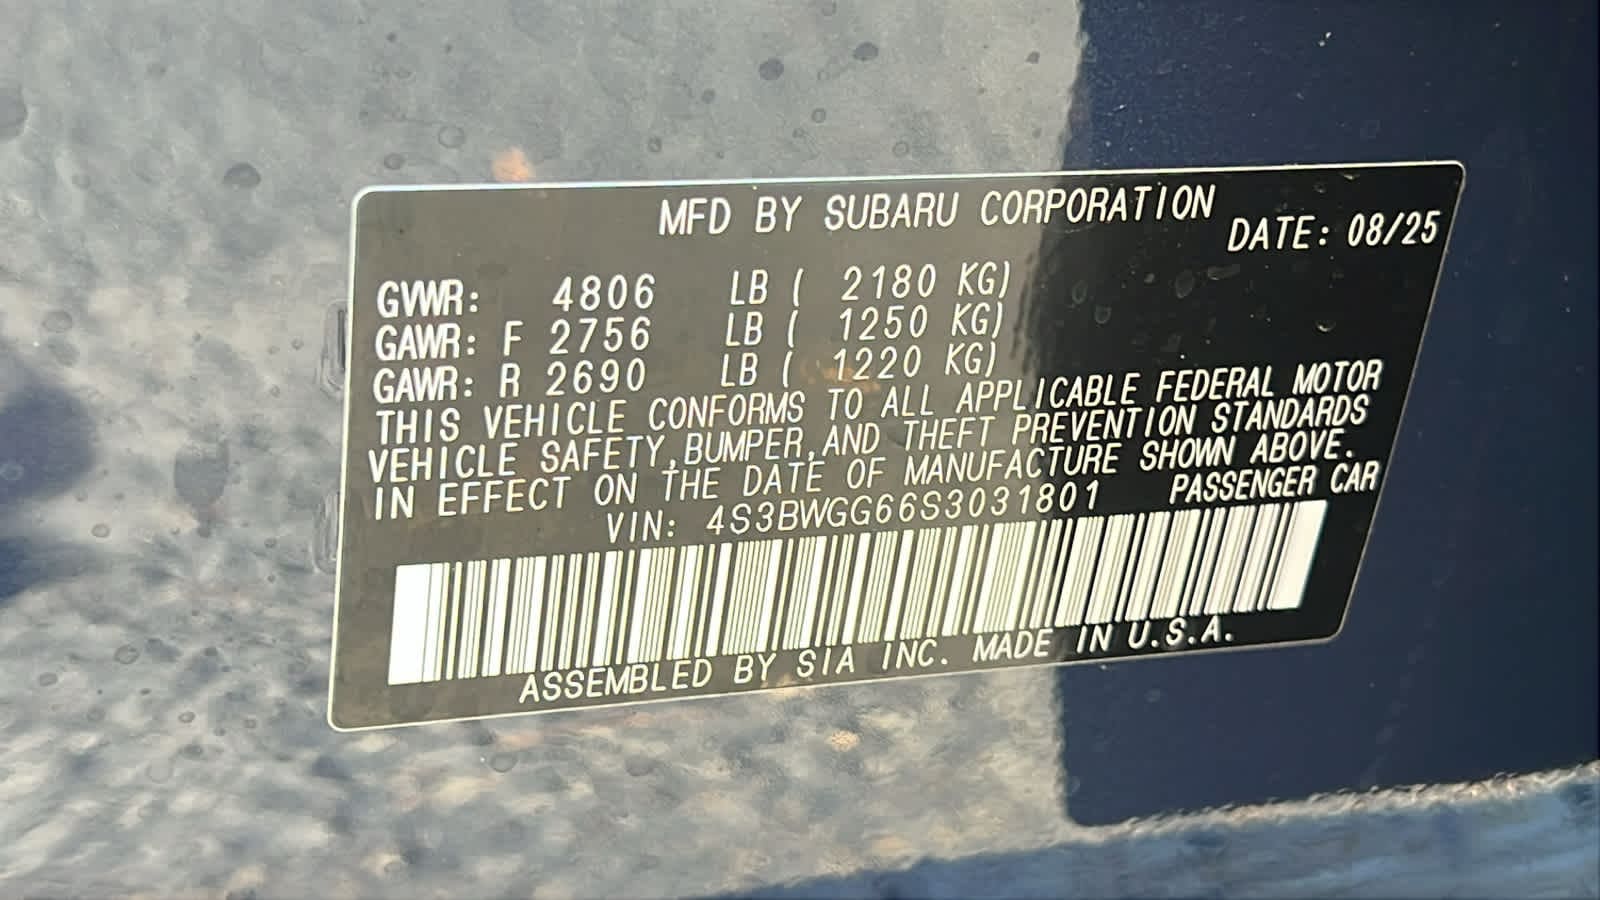 MFD BY SUBARU CORPORATION
DATE: 08/25
GVWR: 4806 LB ( 2180 KG)
GAWR: F 2756 LB ( 1250 KG)
GAWR: R 2690 LB ( 1220 KG)
THIS VEHICLE CONFORMS TO ALL APPLICABLE FEDERAL MOTOR
VEHICLE SAFETY,BUMPER,AND THEFT PREVENTION STANDARDS
IN EFFECT ON THE DATE OF MANUFACTURE SHOWN ABOVE.
VIN: 4S3BWGG66S3031801 PASSENGER CAR
ASSEMBLED BY SIA INC. MADE IN U.S.A.